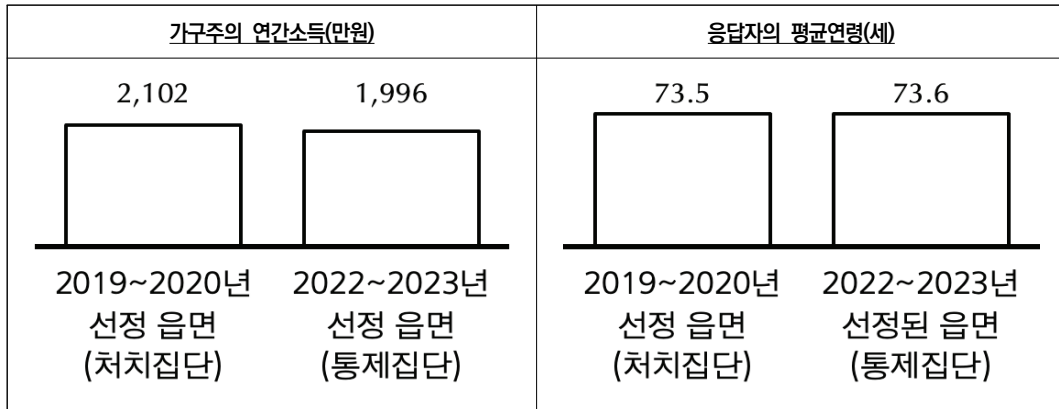 가구주의 연간소득(만원)
응답자의 평균연령(세)
2,102
1,996
2019~2020년
선정 읍면
(처치집단)
2022~2023년
선정 읍면
(통제집단)
73.5
73.6
2019~2020년
선정 읍면
(처치집단)
2022~2023년
선정된 읍면
(통제집단)